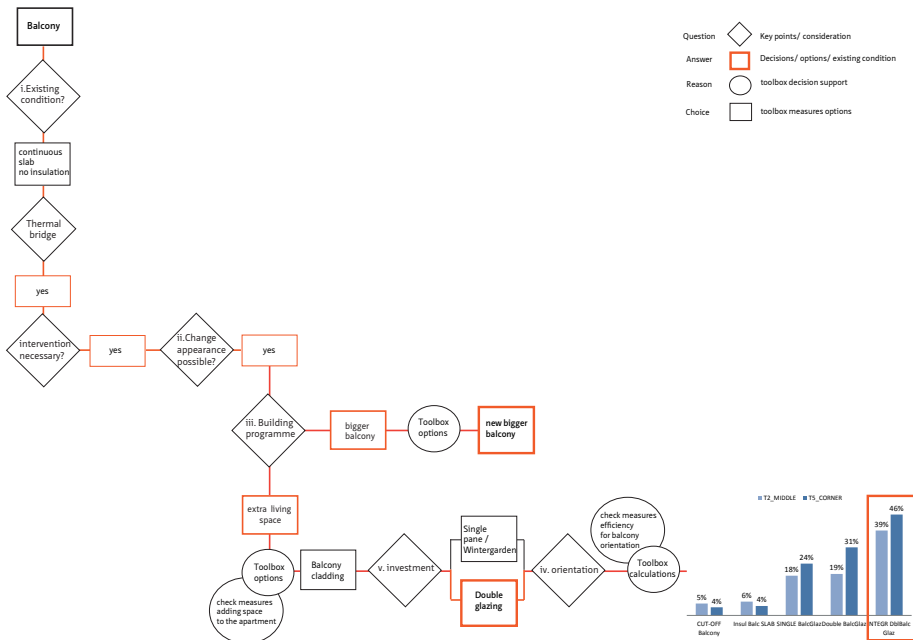 Balcony
i.Existing
condition?
continuous
slab
no insulation
Thermal
bridge
yes
intervention
necessary?
yes
ii.Change
appearance
possible?
yes
iii. Building
programme
bigger
balcony
Toolbox
options
new bigger
balcony
extra living
space
Toolbox
options
check measures
adding space
to the apartment
Balcony
cladding
v. investment
Single
pane /
Wintergarden
Double
glazing
iv. orientation
check measures
efficiency
for balcony
orientation
Toolbox
calculations
Question
Key points/ consideration
Answer
Decisions/ options/ existing condition
Reason
toolbox decision support
Choice
toolbox measures options
T2_MIDDLE T5_CORNER
5% 4% 6% 4% 18% 24% 19% 31% 39% 46%
CUT-OFF
Balcony
Insul Balc SLAB
SINGLE BalcGlaz
Double BalcGlaz
NTEGR DblBalc
Glaz